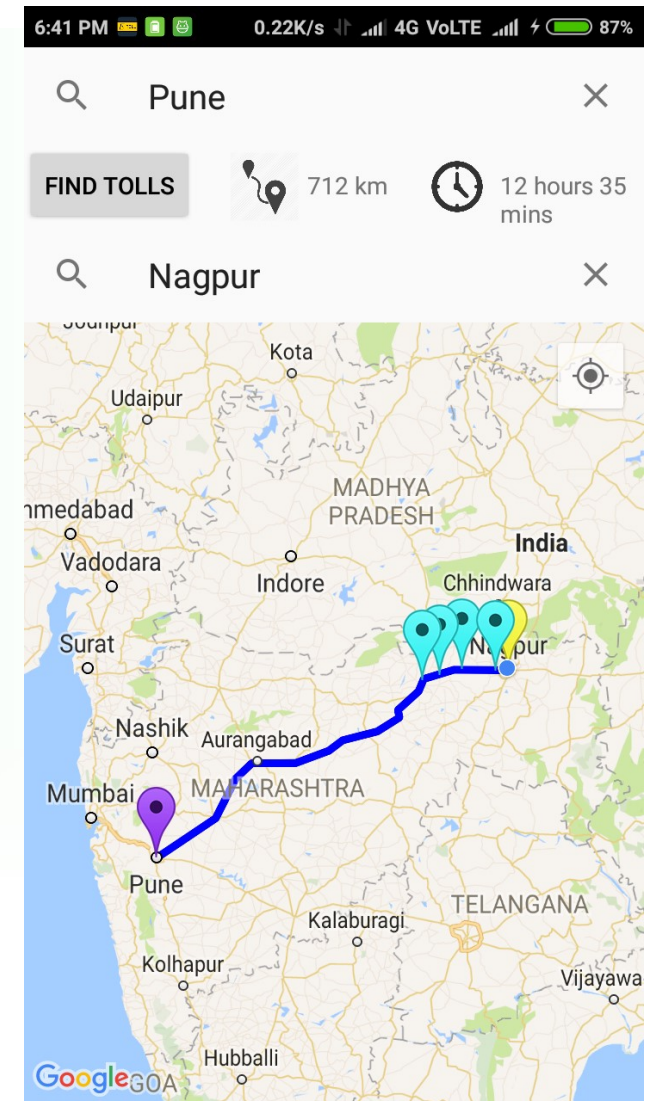 6:41 PM 0.22K/s 4G VoLTE 87%
Pune
FIND TOLLS 712 km 12 hours 35
mins
Nagpur
Kota
Udaipur
MADHYA
PRADESH
India
Vadodara
Indore
Chhindwara
Surat
Nashik
Aurangabad
Mumbai
MAHARASHTRA
Pune
TELANGANA
Kalaburagi
Kolhapur
Vijayawa
Hubballi
Google
GOA